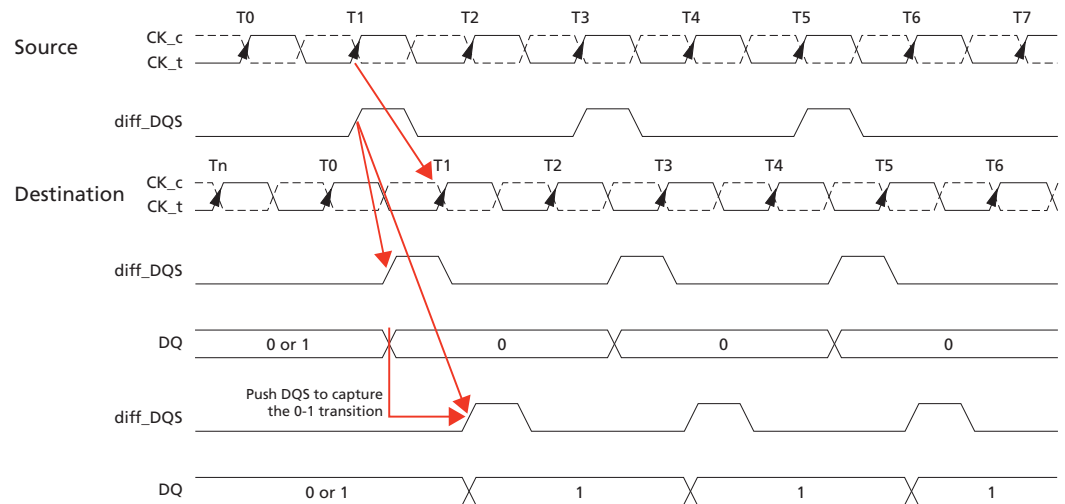 T0 T1 T2 T3 T4 T5 T6 T7
Source
CK_c
CK_t
diff_DQS
Tn T0 T1 T2 T3 T4 T5 T6
Destination
CK_c
CK_t
diff_DQS
DQ 0 or 1 0 0 0
Push DQS to capture
the 0-1 transition
diff_DQS
DQ 0 or 1 1 1 1